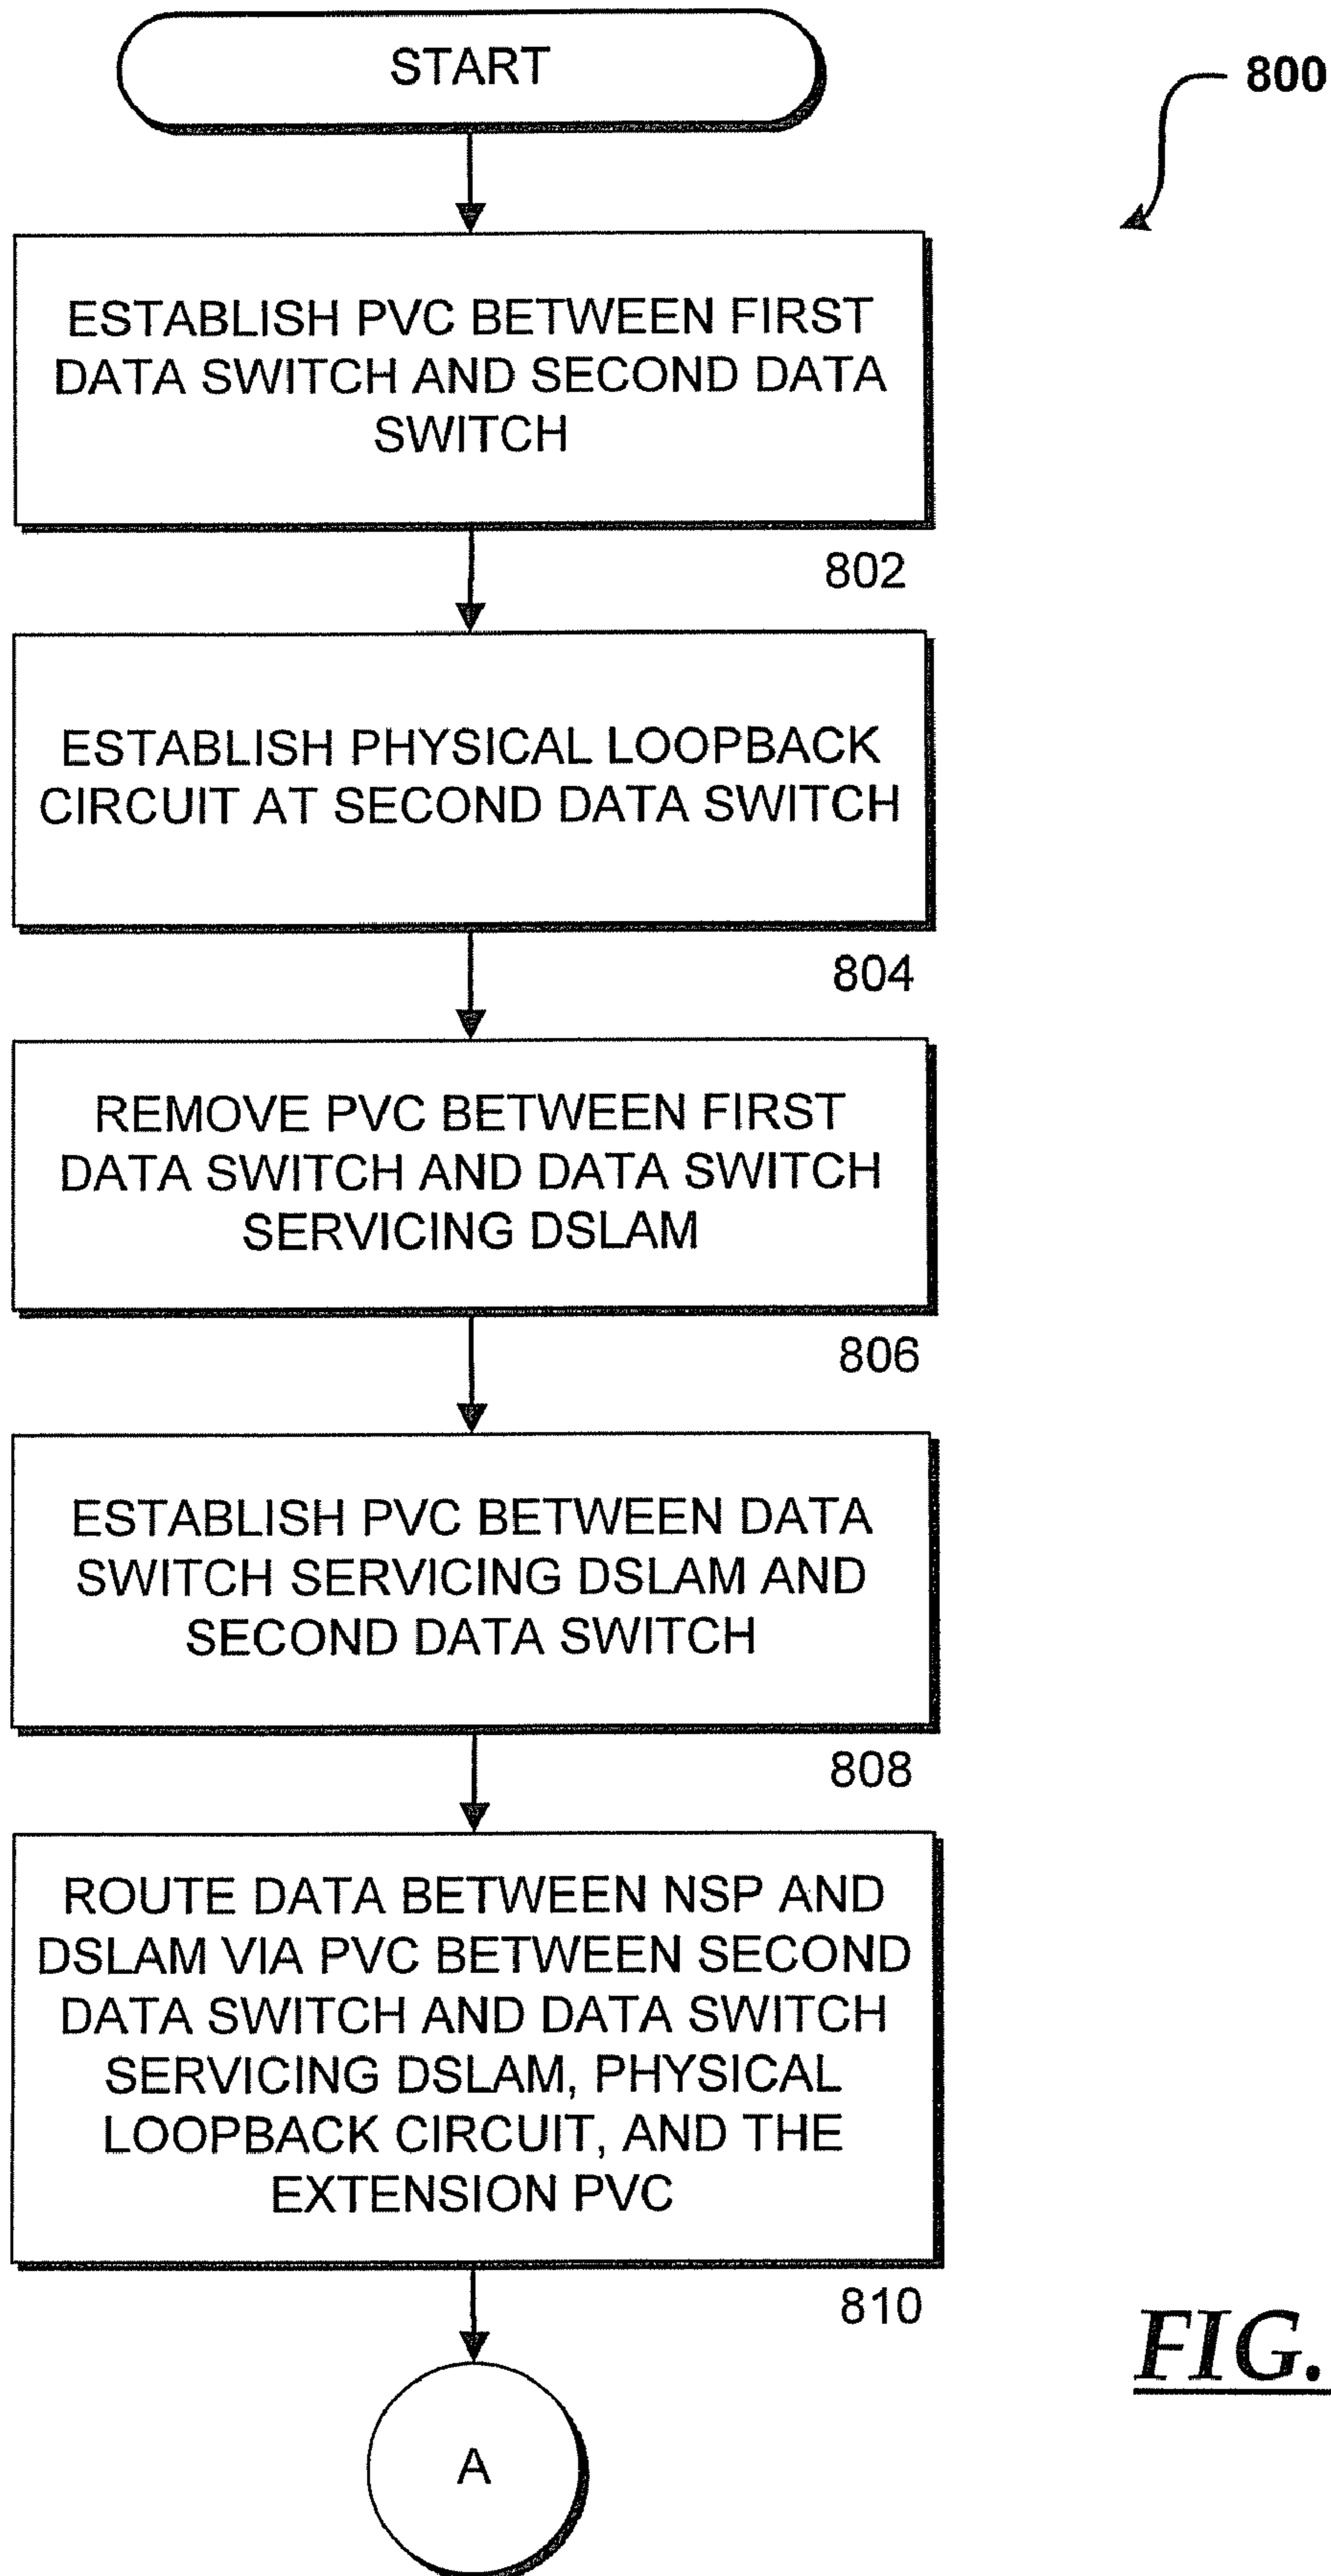 START
800
ESTABLISH PVC BETWEEN FIRST
DATA SWITCH AND SECOND DATA
SWITCH
802
ESTABLISH PHYSICAL LOOPBACK
CIRCUIT AT SECOND DATA SWITCH
804
REMOVE PVC BETWEEN FIRST
DATA SWITCH AND DATA SWITCH
SERVICING DSLAM
806
ESTABLISH PVC BETWEEN DATA
SWITCH SERVICING DSLAM AND
SECOND DATA SWITCH
808
ROUTE DATA BETWEEN NSP AND
DSLAM VIA PVC BETWEEN SECOND
DATA SWITCH AND DATA SWITCH
SERVICING DSLAM, PHYSICAL
LOOPBACK CIRCUIT, AND THE
EXTENSION PVC
810
FIG.
A